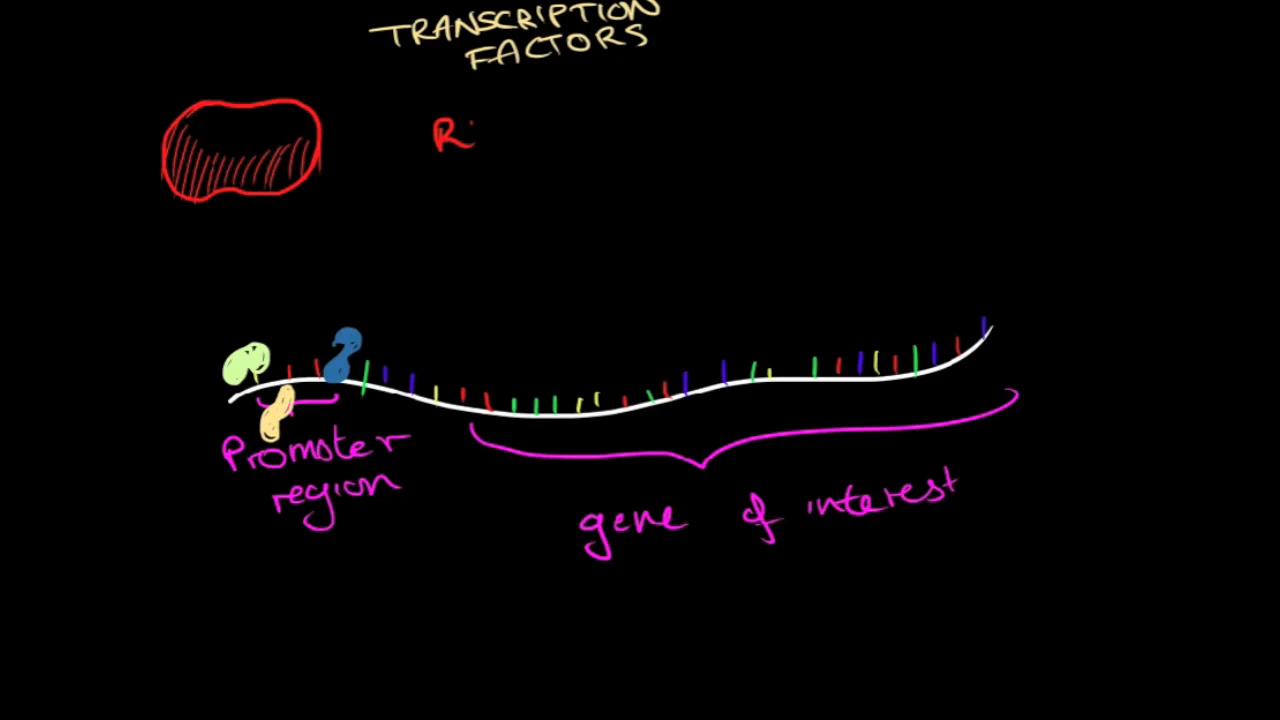 TRANSCRIPTION
FACTORS
R
Promoter
region
gene of interest